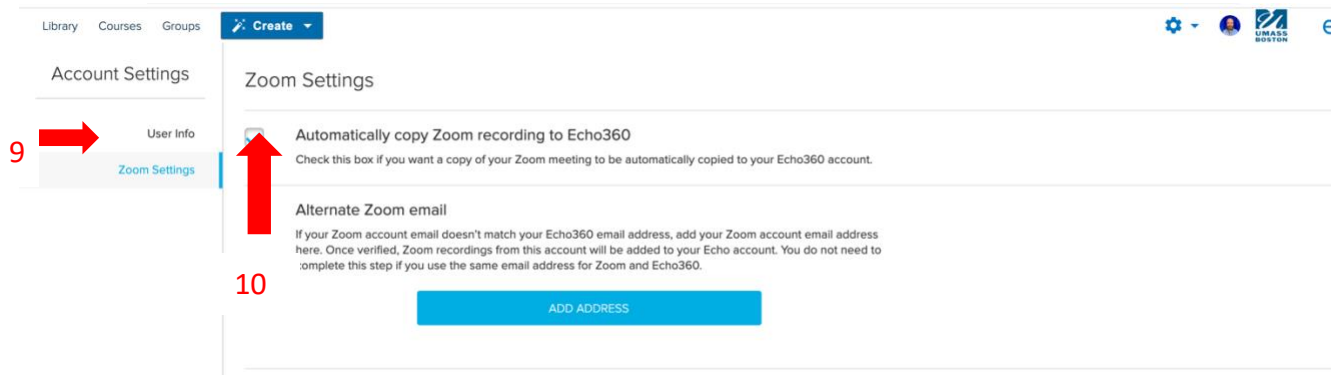 Library Courses Groups Create
UMASS
BOSTON
e
Account Settings
Zoom Settings
9
User Info
Zoom Settings
Automatically copy Zoom recording to Echo360
Check this box if you want a copy of your Zoom meeting to be automatically copied to your Echo360 account.
Alternate Zoom email
If your Zoom account email doesn't match your Echo360 email address, add your Zoom account email address
here. Once verified, Zoom recordings from this account will be added to your Echo account. You do not need to
omplete this step if you use the same email address for Zoom and Echo360.
10
ADD ADDRESS